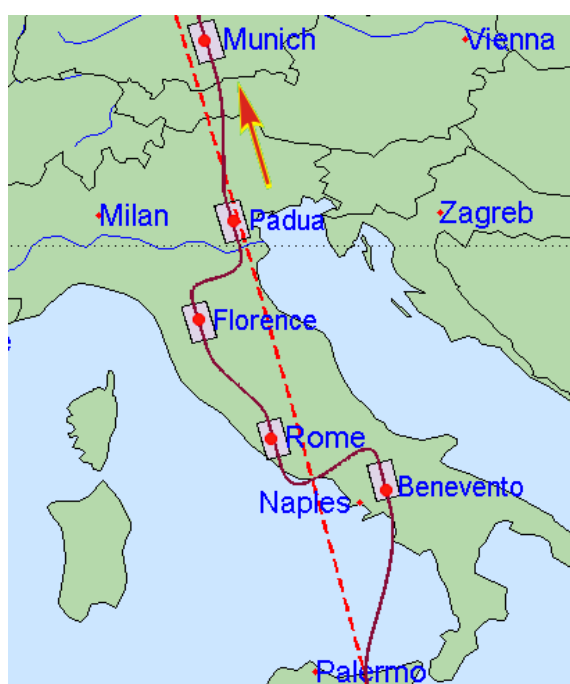 Munich
Vienna
Milan
Padua
Zagreb
Florence
e
Rome
Benevento
Naples
Palermo